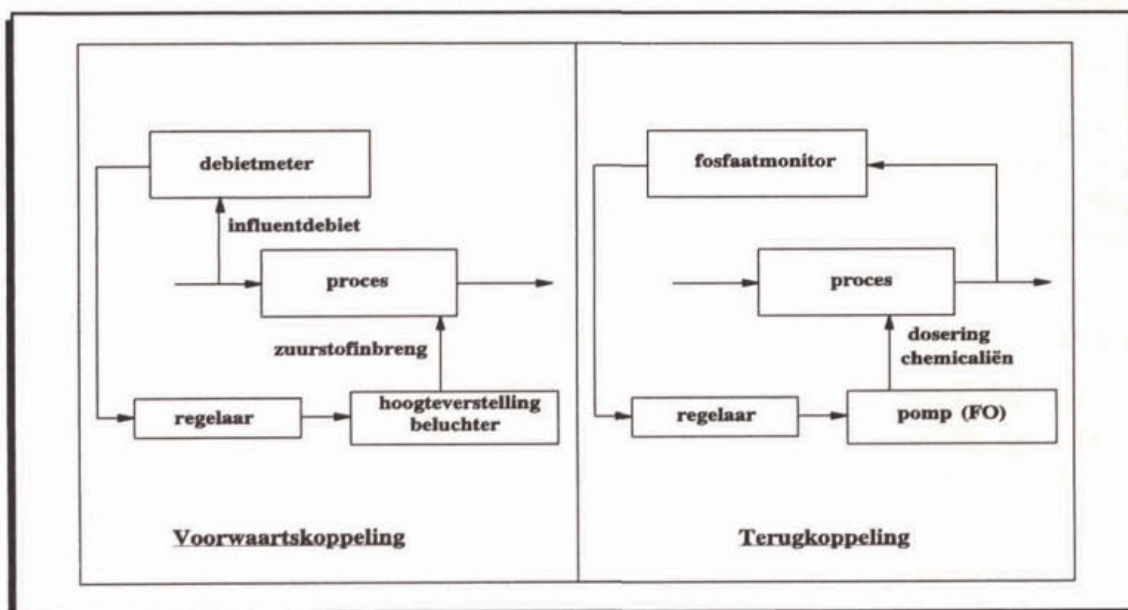 debietmeter
influentdebiet
proces
zuurstofinbreng
regelaar
hoogteverstelling
beluchter
Voorwaartskoppeling
fosfaatmonitor
proces
dosering
chemicaliën
regelaar
pomp (FO)
Terugkoppeling